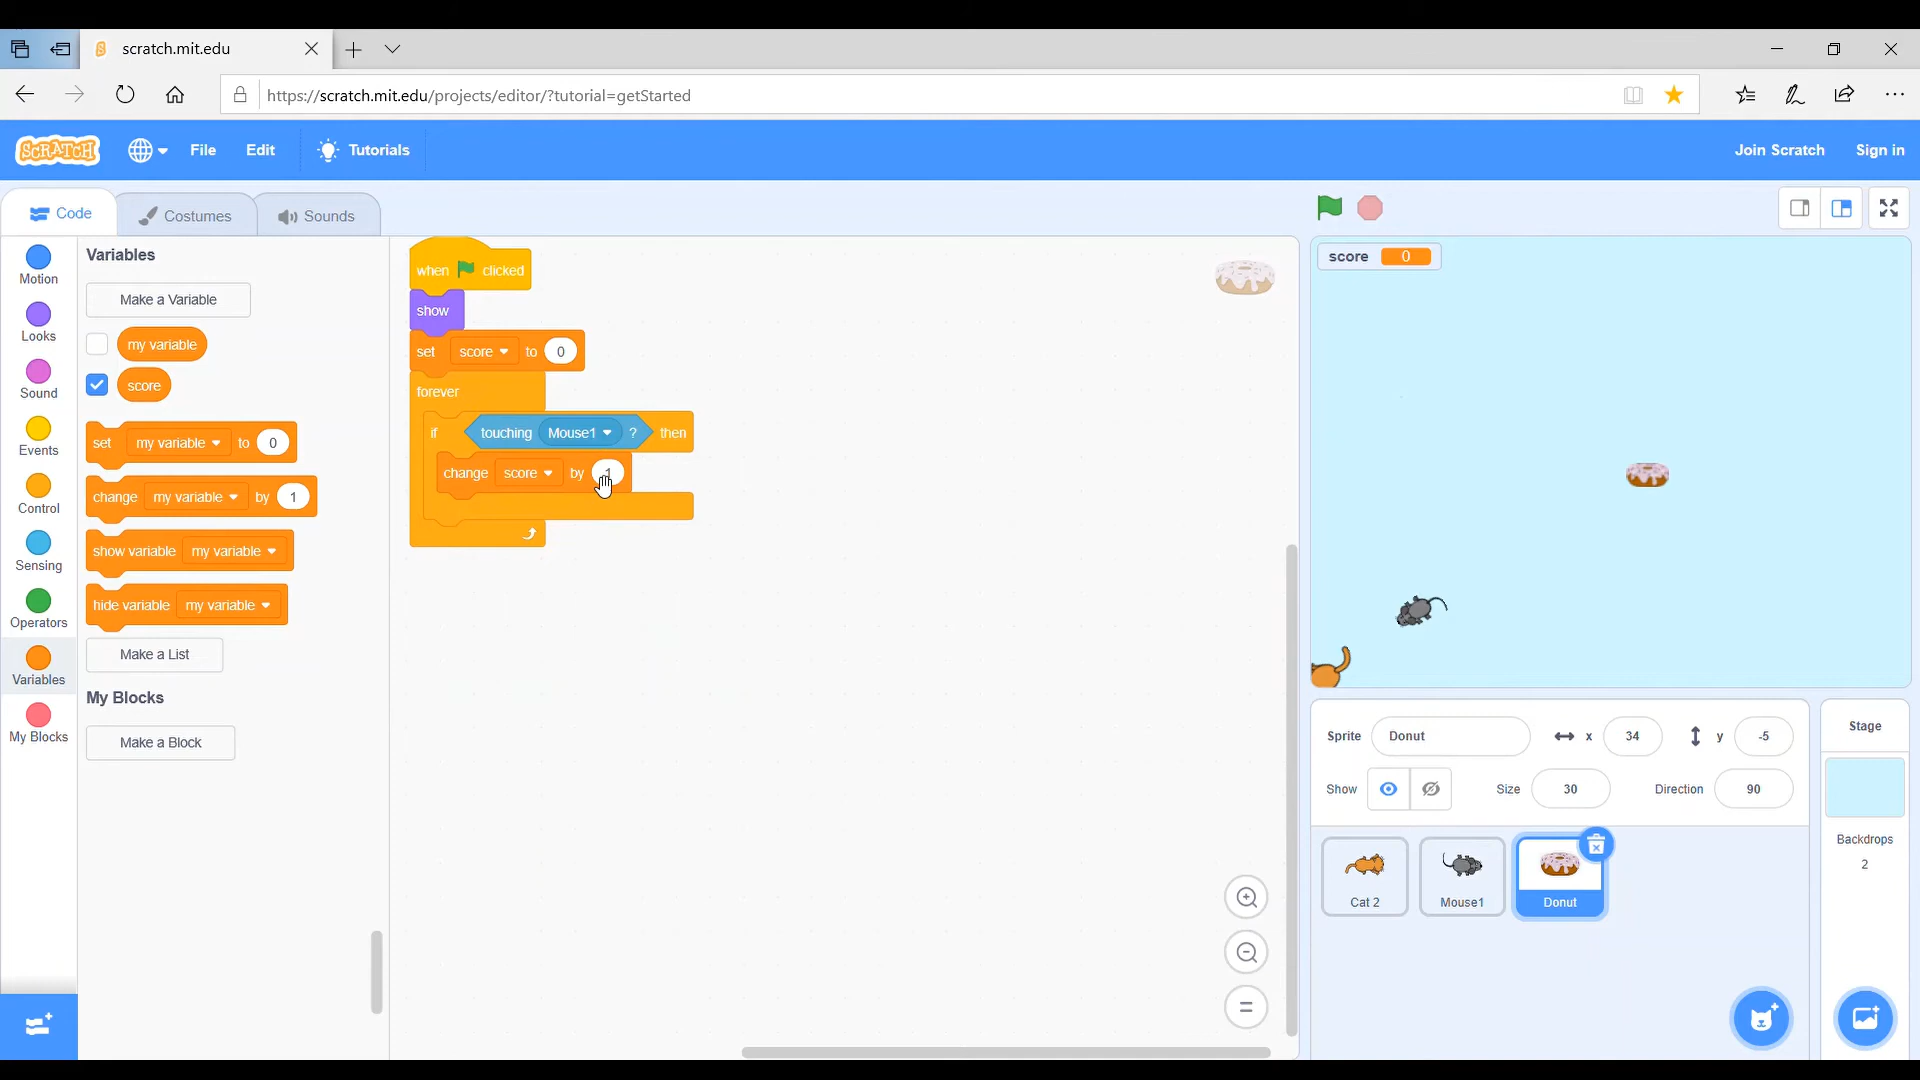 scratch.mit.edu
https://scratch.mit.edu/projects/editor/?tutorial=getStarted
SCRATCH File Edit Tutorials Join Scratch Sign in
Code Costumes Sounds
Motion
Looks
Sound
Events
Control
Sensing
Operators
Variables
My Blocks
Variables
Make a Variable
my variable
score
set my variable to 0
change my variable by 1
show variable my variable
hide variable my variable
Make a List
My Blocks
Make a Block
when clicked
show
set score to 0
forever
if touching Mouse1 ? then
change score by 1
score 0
Sprite Donut x 34 y -5
Show Size 30 Direction 90
Cat 2 Mouse1 Donut
Stage
Backdrops
2